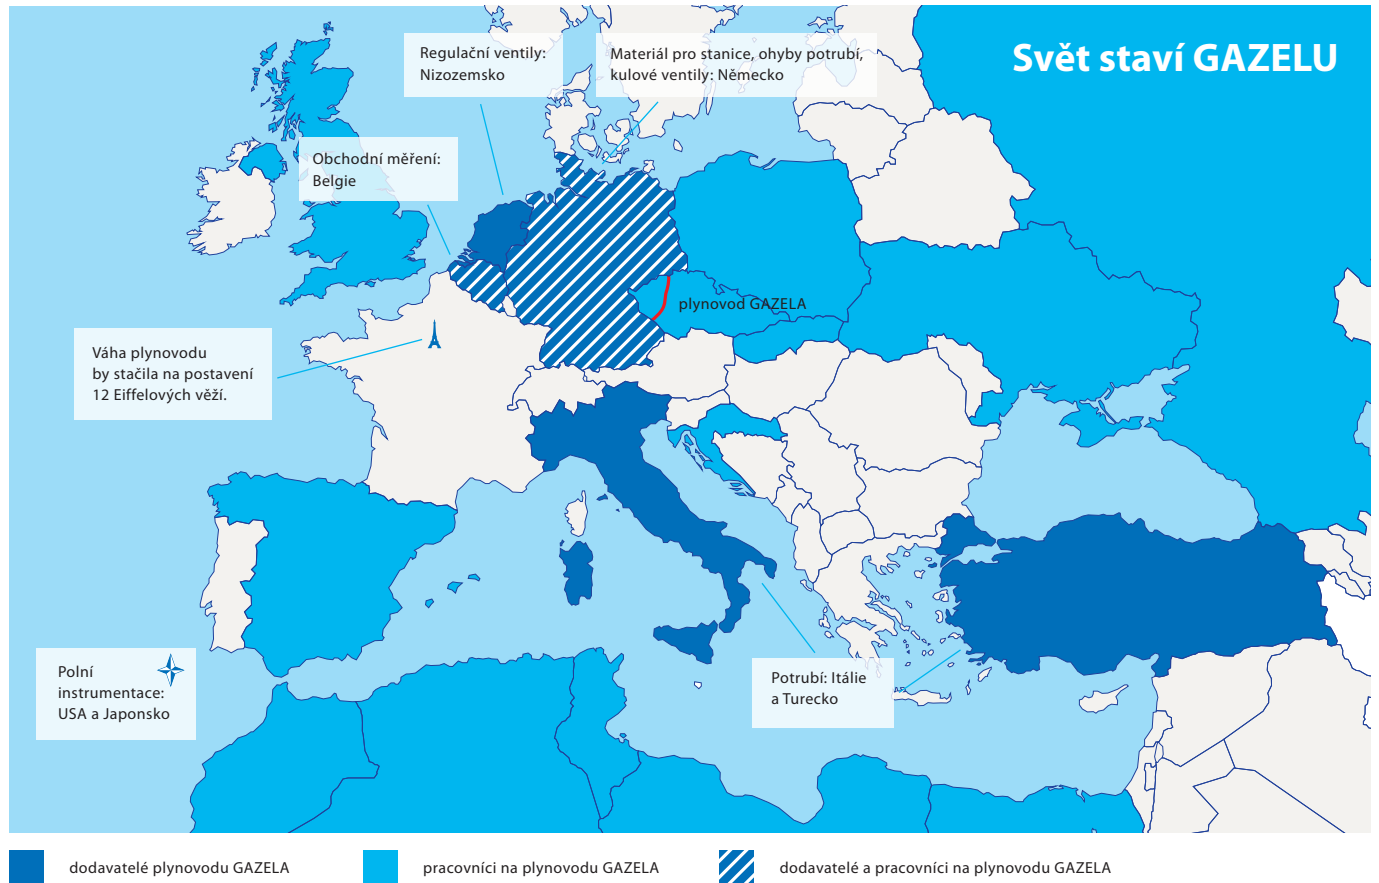 Svět staví GAZELU
Regulační ventily:
Nizozemsko
Materiál pro stanice, ohyby potrubí,
kulové ventily: Německo
Obchodní měření:
Belgie
plynovod GAZELA
Váha plynovodu
by stačila na postavení
12 Eiffelových věží.
Polní
instrumentace:
USA a Japonsko
Potrubí: Itálie
a Turecko
dodavatelé plynovodu GAZELA
pracovníci na plynovodu GAZELA
dodavatelé a pracovníci na plynovodu GAZELA